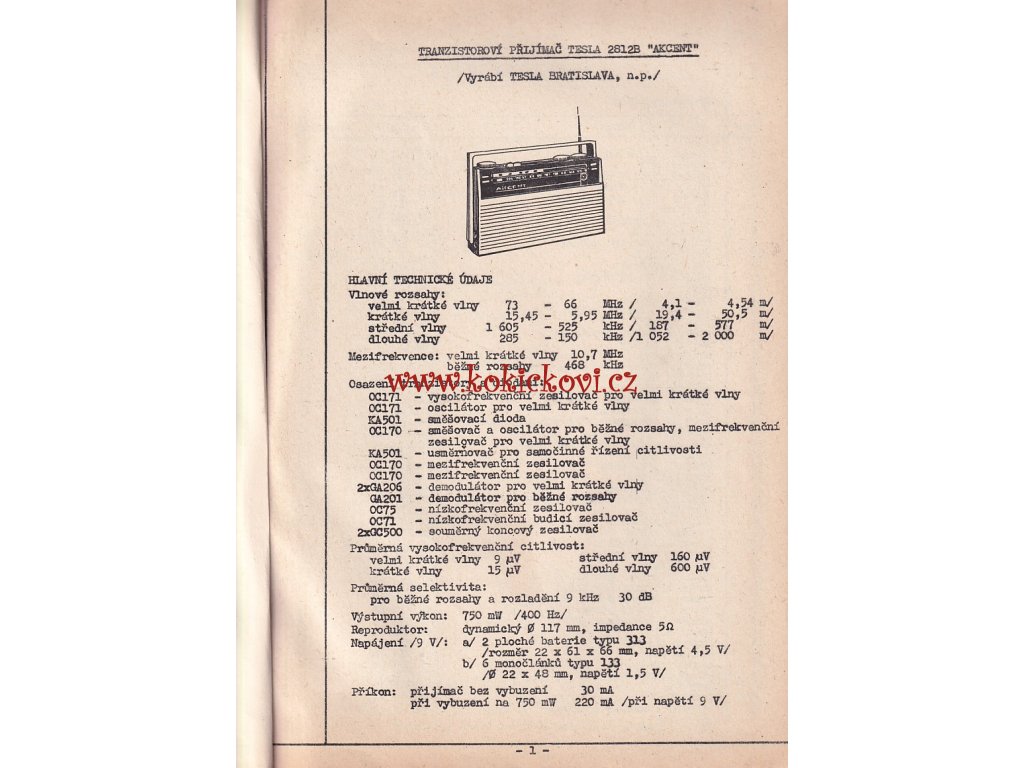 TRANZISTOROVÝ PŘIJÍMAČ TESLA 2812B "AKCENT"
/Vyrábí TESLA BRATISLAVA, n.p./
AKCENT
HLAVNÍ TECHNICKÉ ÚDAJE
Vlnové rozsahy:
velmi krátké vlny 73 - 66 MHz / 4,1 - 4,54 m/
krátké vlny 15,45 - 5,95 MHz / 19,4 - 50,5 m/
střední vlny 1 605 - 525 kHz / 187 - 577 m/
dlouhé vlny 285 - 150 kHz /1 052 - 2 000 m/
Mezifrekvence: velmi krátké vlny 10,7 MHz
běžné rozsahy 468 kHz
www.kokickovi.cz
Osazení tranzistory a diodami:
OC171 - vysokofrekvenční zesilovač pro velmi krátké vlny
OC171 - oscilátor pro velmi krátké vlny
KA501 - směšovací dioda
OC170 - směšovač a oscilátor pro běžné rozsahy, mezifrekvenční
zesilovač pro velmi krátké vlny
KA501 - usměrňovač pro samočinné řízení citlivosti
OC170 - mezifrekvenční zesilovač
OC170 - mezifrekvenční zesilovač
2xGA206 - demodulátor pro velmi krátké vlny
GA201 - demodulátor pro běžné rozsahy
OC75 - nízkofrekvenční zesilovač
OC71 - nízkofrekvenční budicí zesilovač
2xGC500 - souměrný koncový zesilovač
Průměrná vysokofrekvenční citlivost:
velmi krátké vlny 9 µV střední vlny 160 µV
krátké vlny 15 µV dlouhé vlny 600 µV
Průměrná selektivita:
pro běžné rozsahy a rozladění 9 kHz 30 dB
Výstupní výkon: 750 mW /400 Hz/
Reproduktor: dynamický Ø 117 mm, impedance 5Ω
Napájení /9 V/: a/ 2 ploché baterie typu 313
/rozměr 22 x 61 x 66 mm, napětí 4,5 V/
b/ 6 monočlánků typu 133
/Ø 22 x 48 mm, napětí 1,5 V/
Příkon: přijímač bez vybuzení 30 mA
při vybuzení na 750 mW 220 mA /při napětí 9 V/
- 1 -